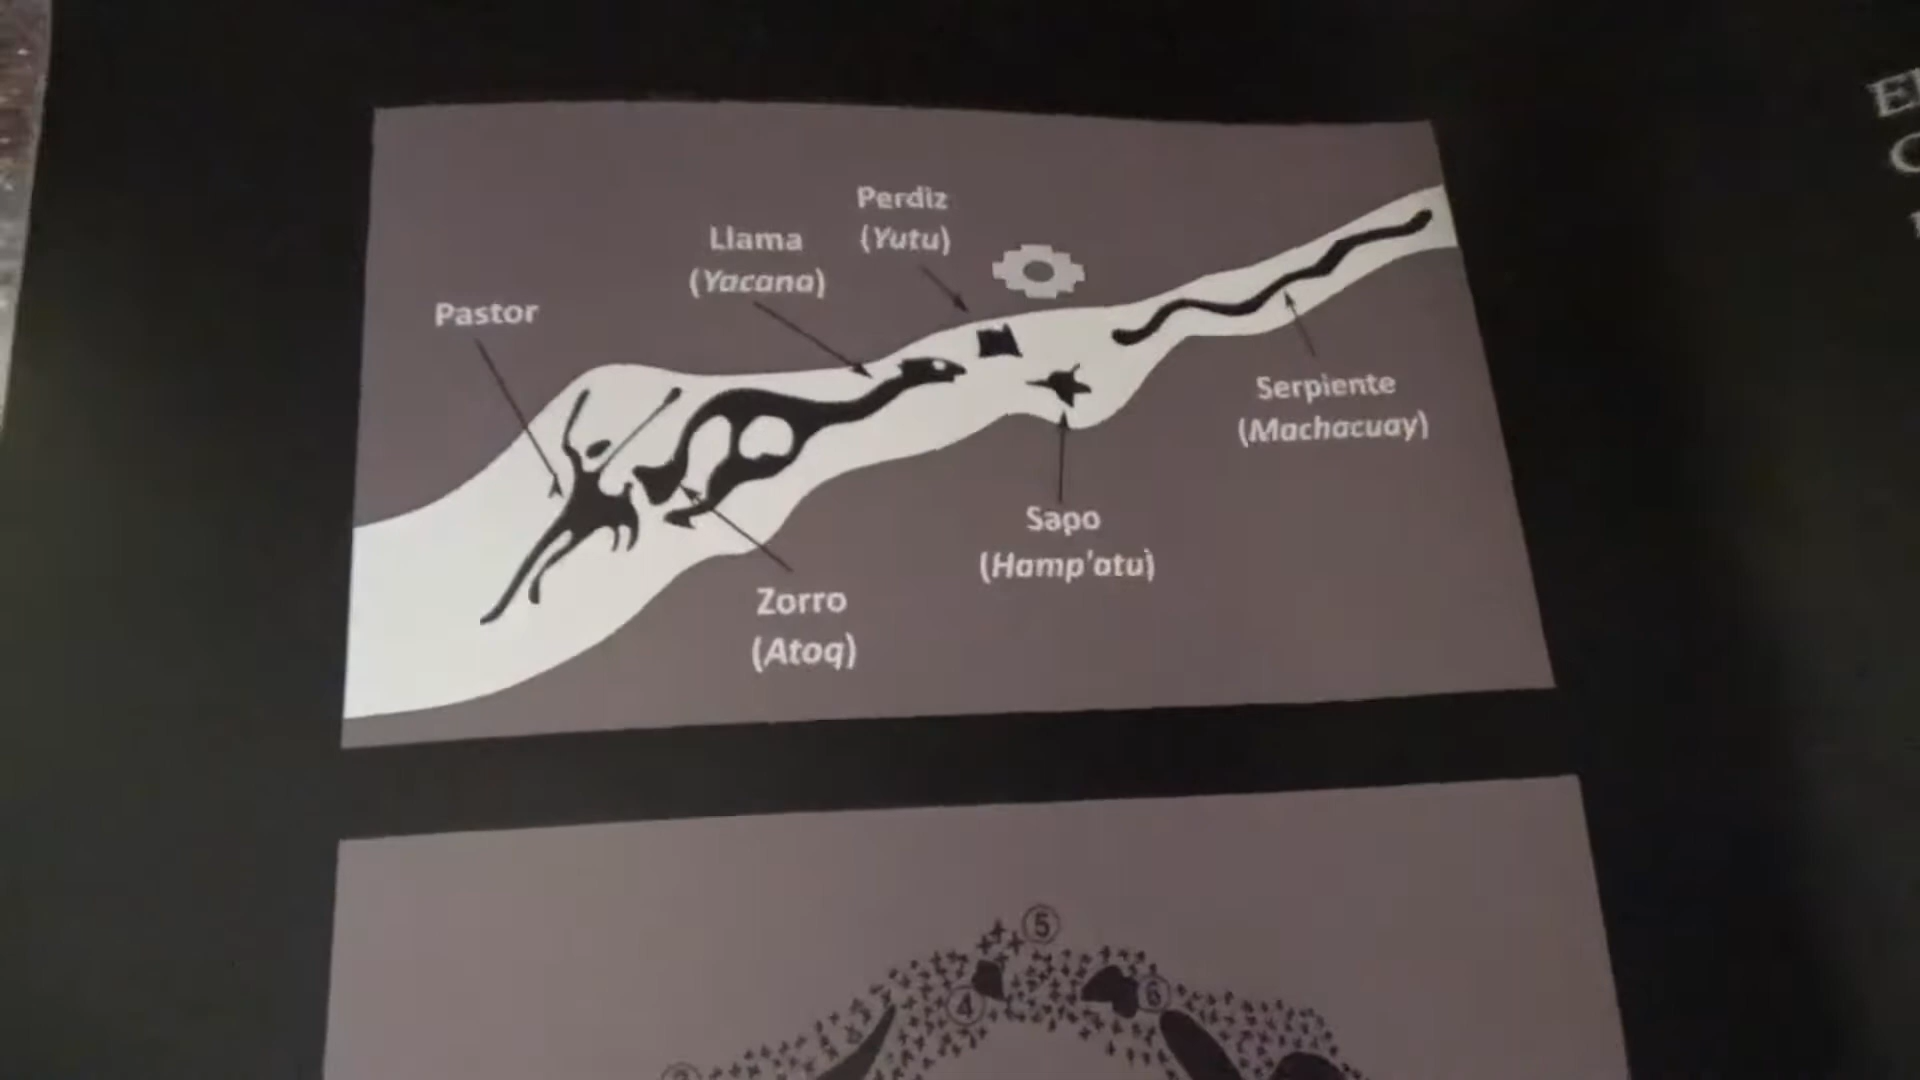 Perdiz
(Yutu)
Llama
(Yacana)
Pastor
Serpiente
(Machacuay)
Sapo
(Hamp'atu)
Zorro
(Atoq)
5
4
6